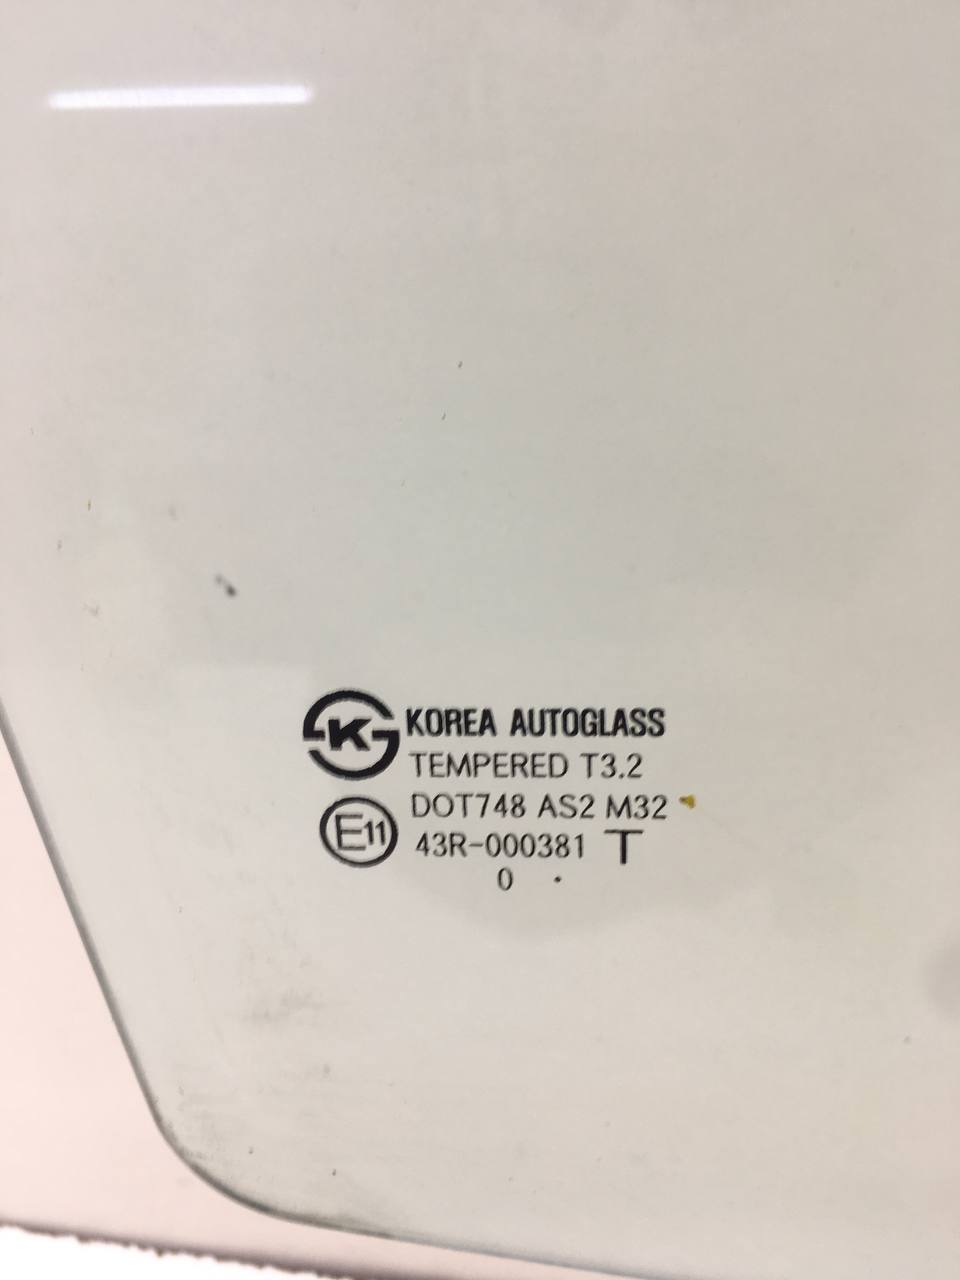 K KOREA AUTOGLASS
TEMPERED T3.2
DOT748 AS2 M32
E11 43R-000381 T
0 .